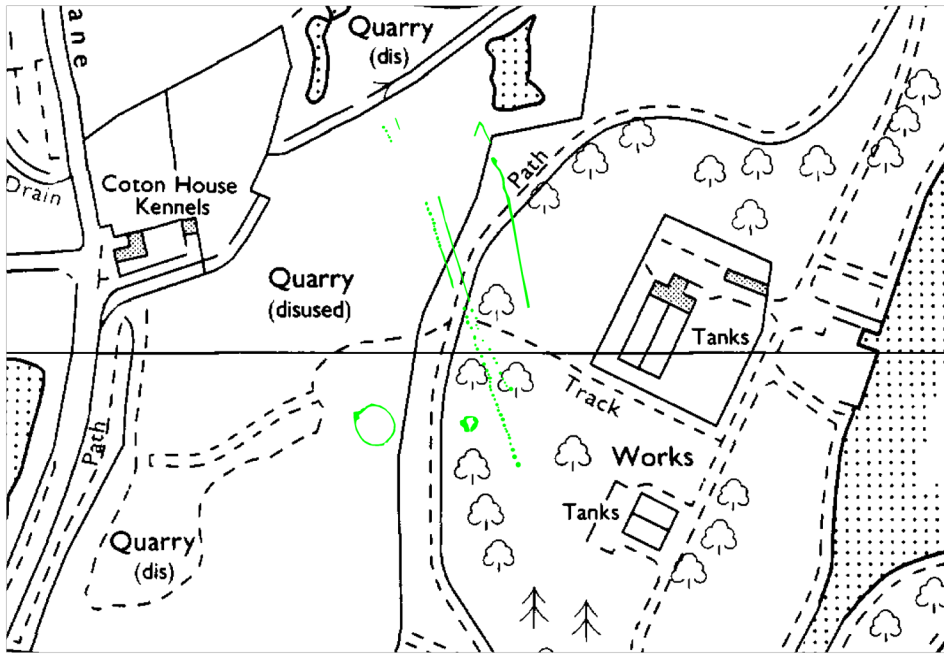 ane
Quarry
(dis)
Drain
Coton House
Kennels
Path
Quarry
(disused)
Tanks
Track
Path
Works
Tanks
Quarry
(dis)